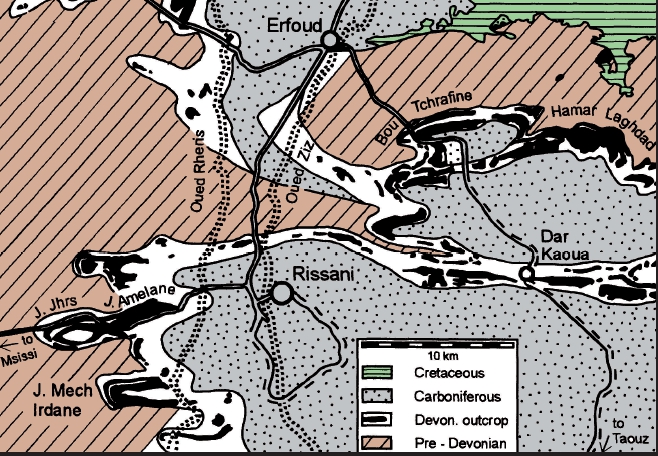 Erfoud
Tchrafine
Bou
Hamar Laghdad
Oued Rheris
Oued Ziz
Dar
Kaoua
Rissani
J. Jhrs
J. Amelane
to
Msissi
J. Mech
Irdane
10 km
Cretaceous
Carboniferous
Devon. outcrop
Pre - Devonian
to
Taouz